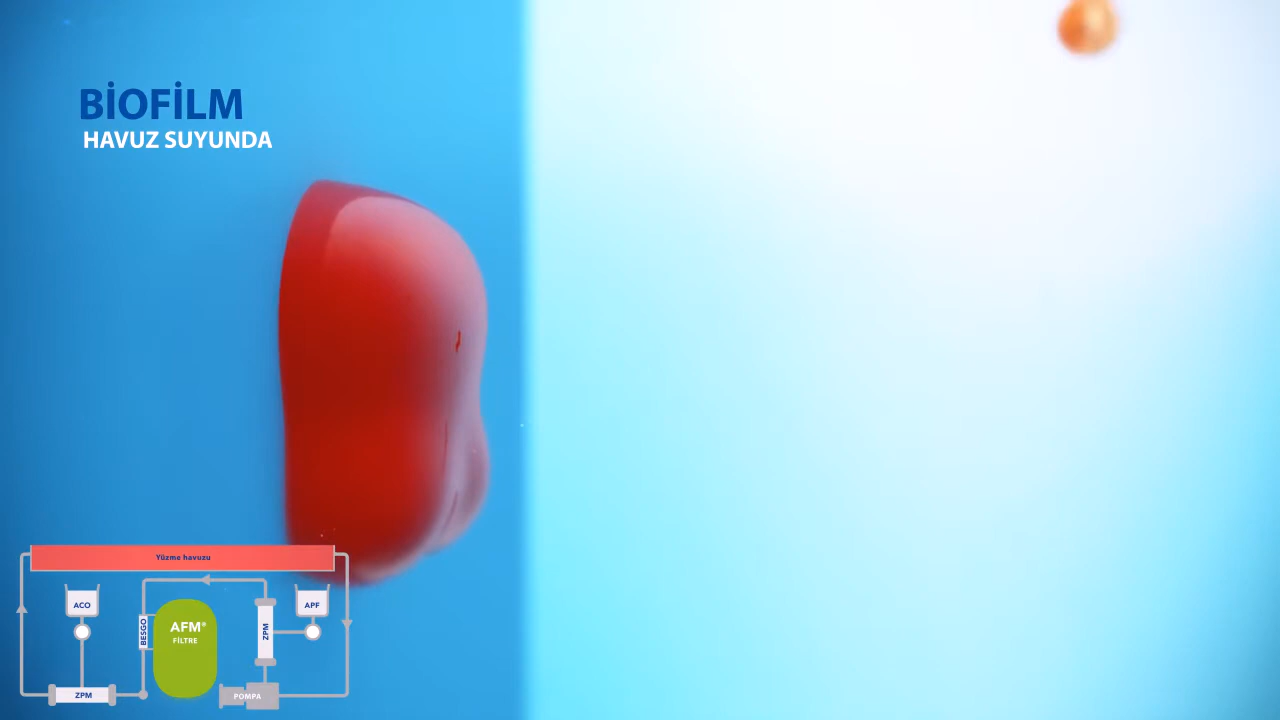 BİOFİLM
HAVUZ SUYUNDA
Yüzme havuzu
ACO
BESGO
AFM®
FİLTRE
ZPM
APF
ZPM
POMPA